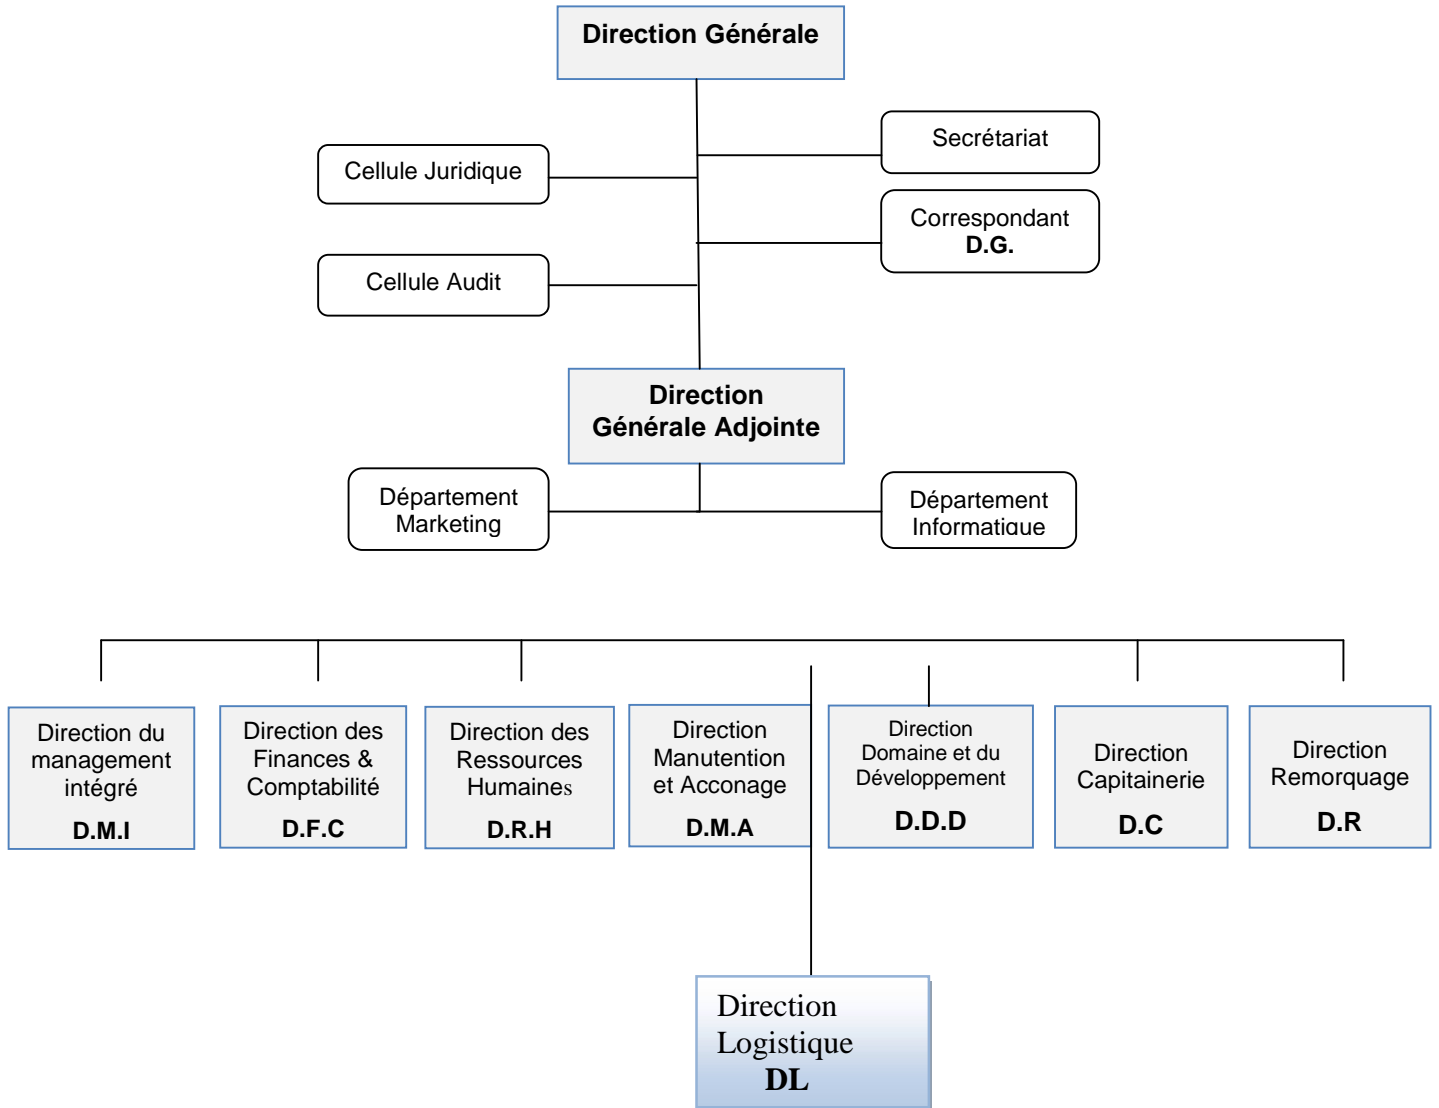 Direction Générale
Secrétariat
Cellule Juridique
Correspondant
D.G.
Cellule Audit
Direction
Générale Adjointe
Département
Marketing
Département
Informatique
Direction du
management
intégré
D.M.I
Direction des
Finances &
Comptabilité
D.F.C
Direction des
Ressources
Humaines
D.R.H
Direction
Manutention
et Acconage
D.M.A
Direction
Domaine et du
Développement
D.D.D
Direction
Capitainerie
D.C
Direction
Remorquage
D.R
Direction
Logistique
DL